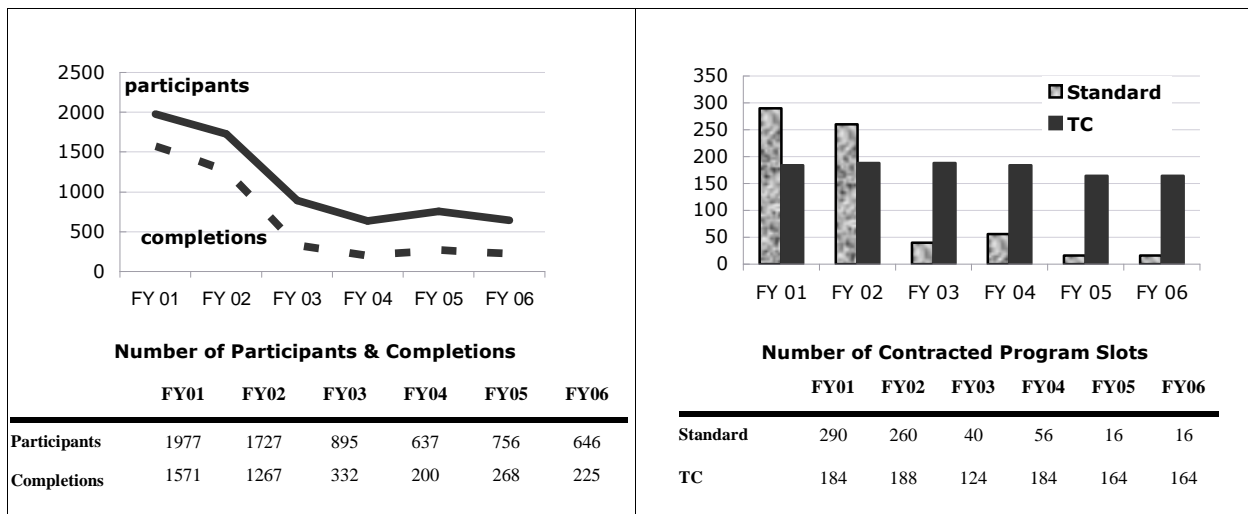 2500
2000
1500
1000
500
0
participants
completions
FY 01 FY 02 FY 03 FY 04 FY 05 FY 06
Number of Participants & Completions
FY01 FY02 FY03 FY04 FY05 FY06
Participants 1977 1727 895 637 756 646
Completions 1571 1267 332 200 268 225
350
300
250
200
150
100
50
0
Standard
TC
FY 01 FY 02 FY 03 FY 04 FY 05 FY 06
Number of Contracted Program Slots
FY01 FY02 FY03 FY04 FY05 FY06
Standard 290 260 40 56 16 16
TC 184 188 124 184 164 164